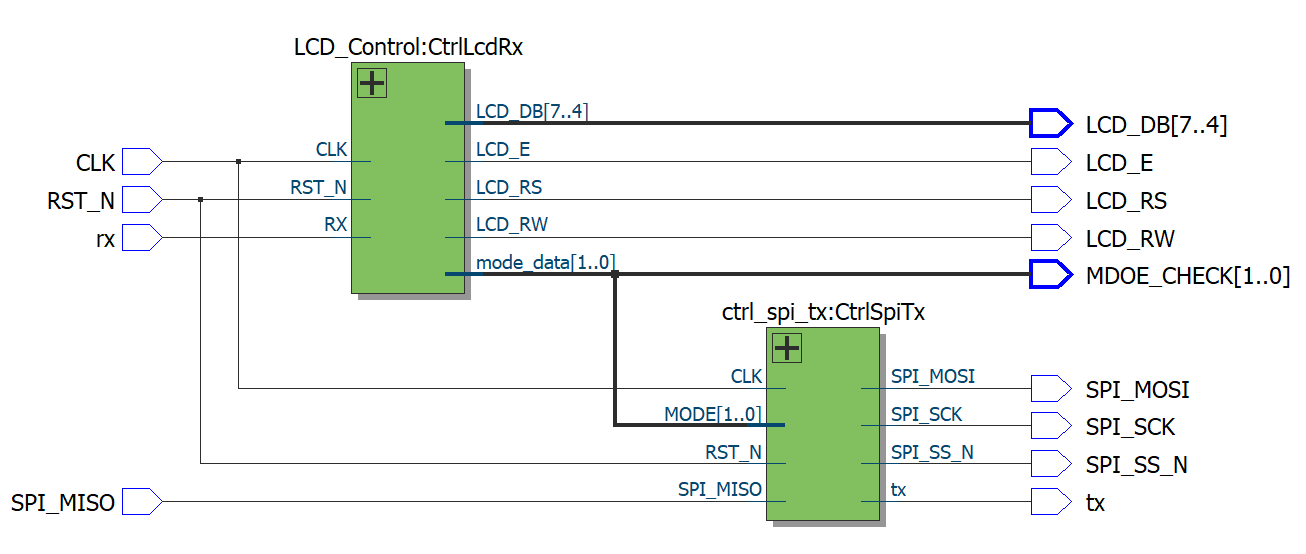 LCD_Control:CtrlLcdRx
LCD_DB[7..4]
LCD_DB[7..4]
CLK
CLK
LCD_E
LCD_E
RST_N
RST_N
LCD_RS
LCD_RS
rx
RX
LCD_RW
LCD_RW
mode_data[1..0]
MDOE_CHECK[1..0]
ctrl_spi_tx:CtrlSpiTx
CLK
SPI_MOSI
SPI_MOSI
MODE[1..0]
SPI_SCK
SPI_SCK
RST_N
SPI_SS_N
SPI_SS_N
SPI_MISO
SPI_MISO
tx
tx